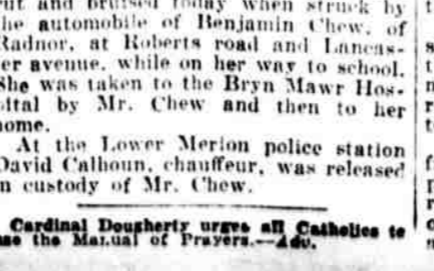 cut and bruised today when struck by
the automobile of Benjamin Chew, of
Radnor, at Roberts road and Lancas-
ter avenue, while on her way to school.
She was taken to the Bryn Mawr Hos-
pital by Mr. Chew and then to her
home.
At the Lower Merion police station
David Calhoun, chauffeur, was released
in custody of Mr. Chew.
Cardinal Dougherty urges all Catholics to
use the Manual of Prayers.—Adv.